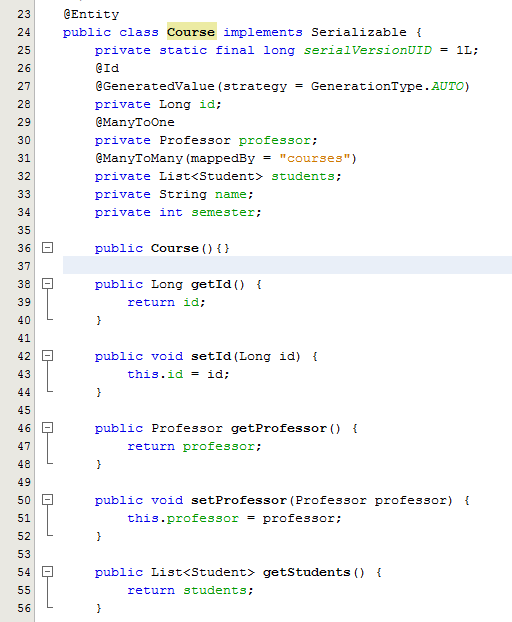 23 @Entity
24 public class Course implements Serializable {
25     private static final long serialVersionUID = 1L;
26     @Id
27     @GeneratedValue(strategy = GenerationType.AUTO)
28     private Long id;
29     @ManyToOne
30     private Professor professor;
31     @ManyToMany(mappedBy = "courses")
32     private List<Student> students;
33     private String name;
34     private int semester;
35
36     public Course(){}
37
38     public Long getId() {
39         return id;
40     }
41
42     public void setId(Long id) {
43         this.id = id;
44     }
45
46     public Professor getProfessor() {
47         return professor;
48     }
49
50     public void setProfessor(Professor professor) {
51         this.professor = professor;
52     }
53
54     public List<Student> getStudents() {
55         return students;
56     }